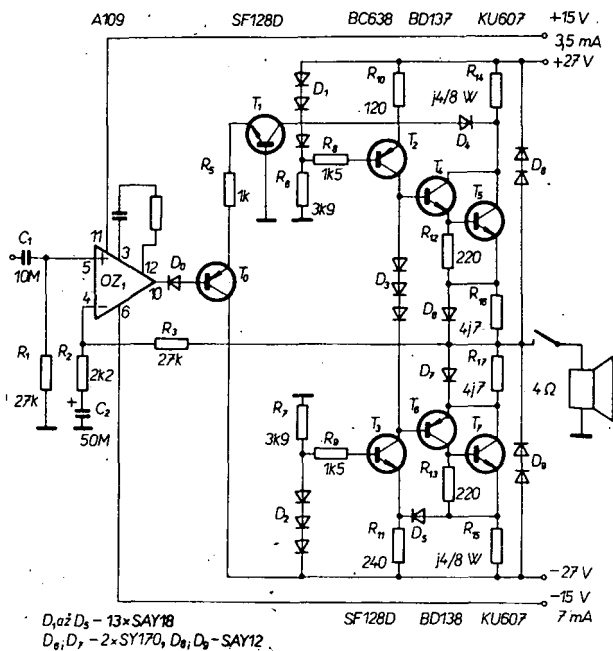 A109 SF128D BC638 BD137 KU607 +15 V
3,5 mA
+27 V
R10 R14
D1 j4/8 W
T1 120
D4
R5 R8 T2 D8
1k R6 1k5 T4
3k9 T5
C1 11 3 12 R12
10M 5 + OZ1 D0 T0 220
4 − 6 10 D3 D6 R16
R3 4j7
R1 R2 27k
27k 2k2 D7 R17 4 Ω
+ C2 4j7
50M R7 T6
3k9 R9 T3 T7
1k5 R13 D9
220
D2 D5
R11 R15
240 j4/8 W
−27 V
−15 V
D1 až D5 – 13×SAY18 SF128D BD138 KU607 7 mA
D6; D7 – 2×SY170, D8; D9 – SAY12